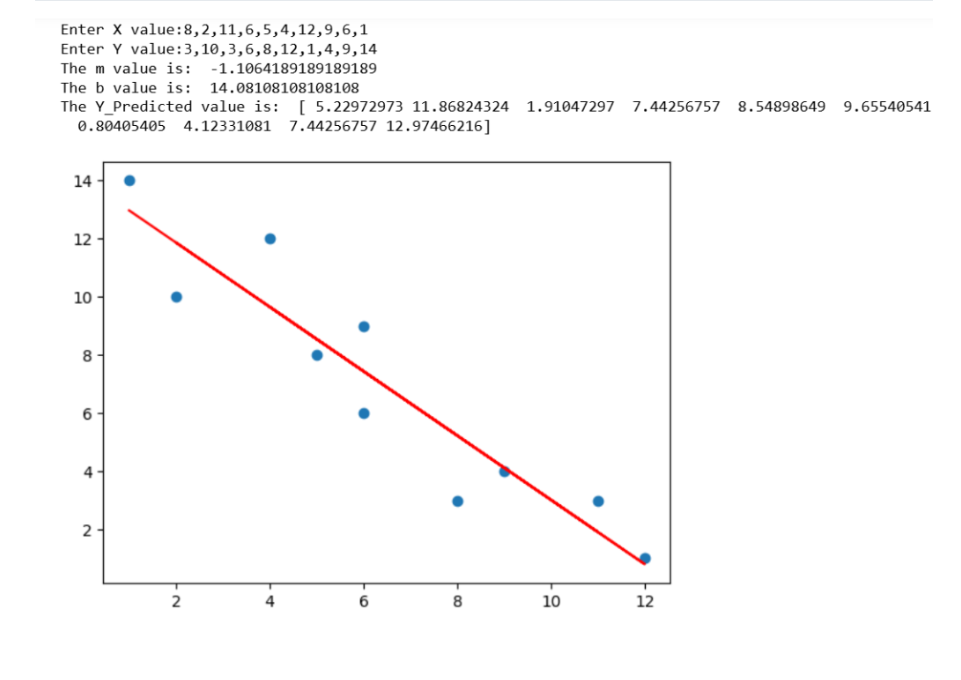 Enter X value:8,2,11,6,5,4,12,9,6,1
Enter Y value:3,10,3,6,8,12,1,4,9,14
The m value is:  -1.1064189189189189
The b value is:  14.08108108108108
The Y_Predicted value is:  [ 5.22972973 11.86824324  1.91047297  7.44256757  8.54898649  9.65540541
  0.80405405  4.12331081  7.44256757 12.97466216]
14
12
10
8
6
4
2
2 4 6 8 10 12